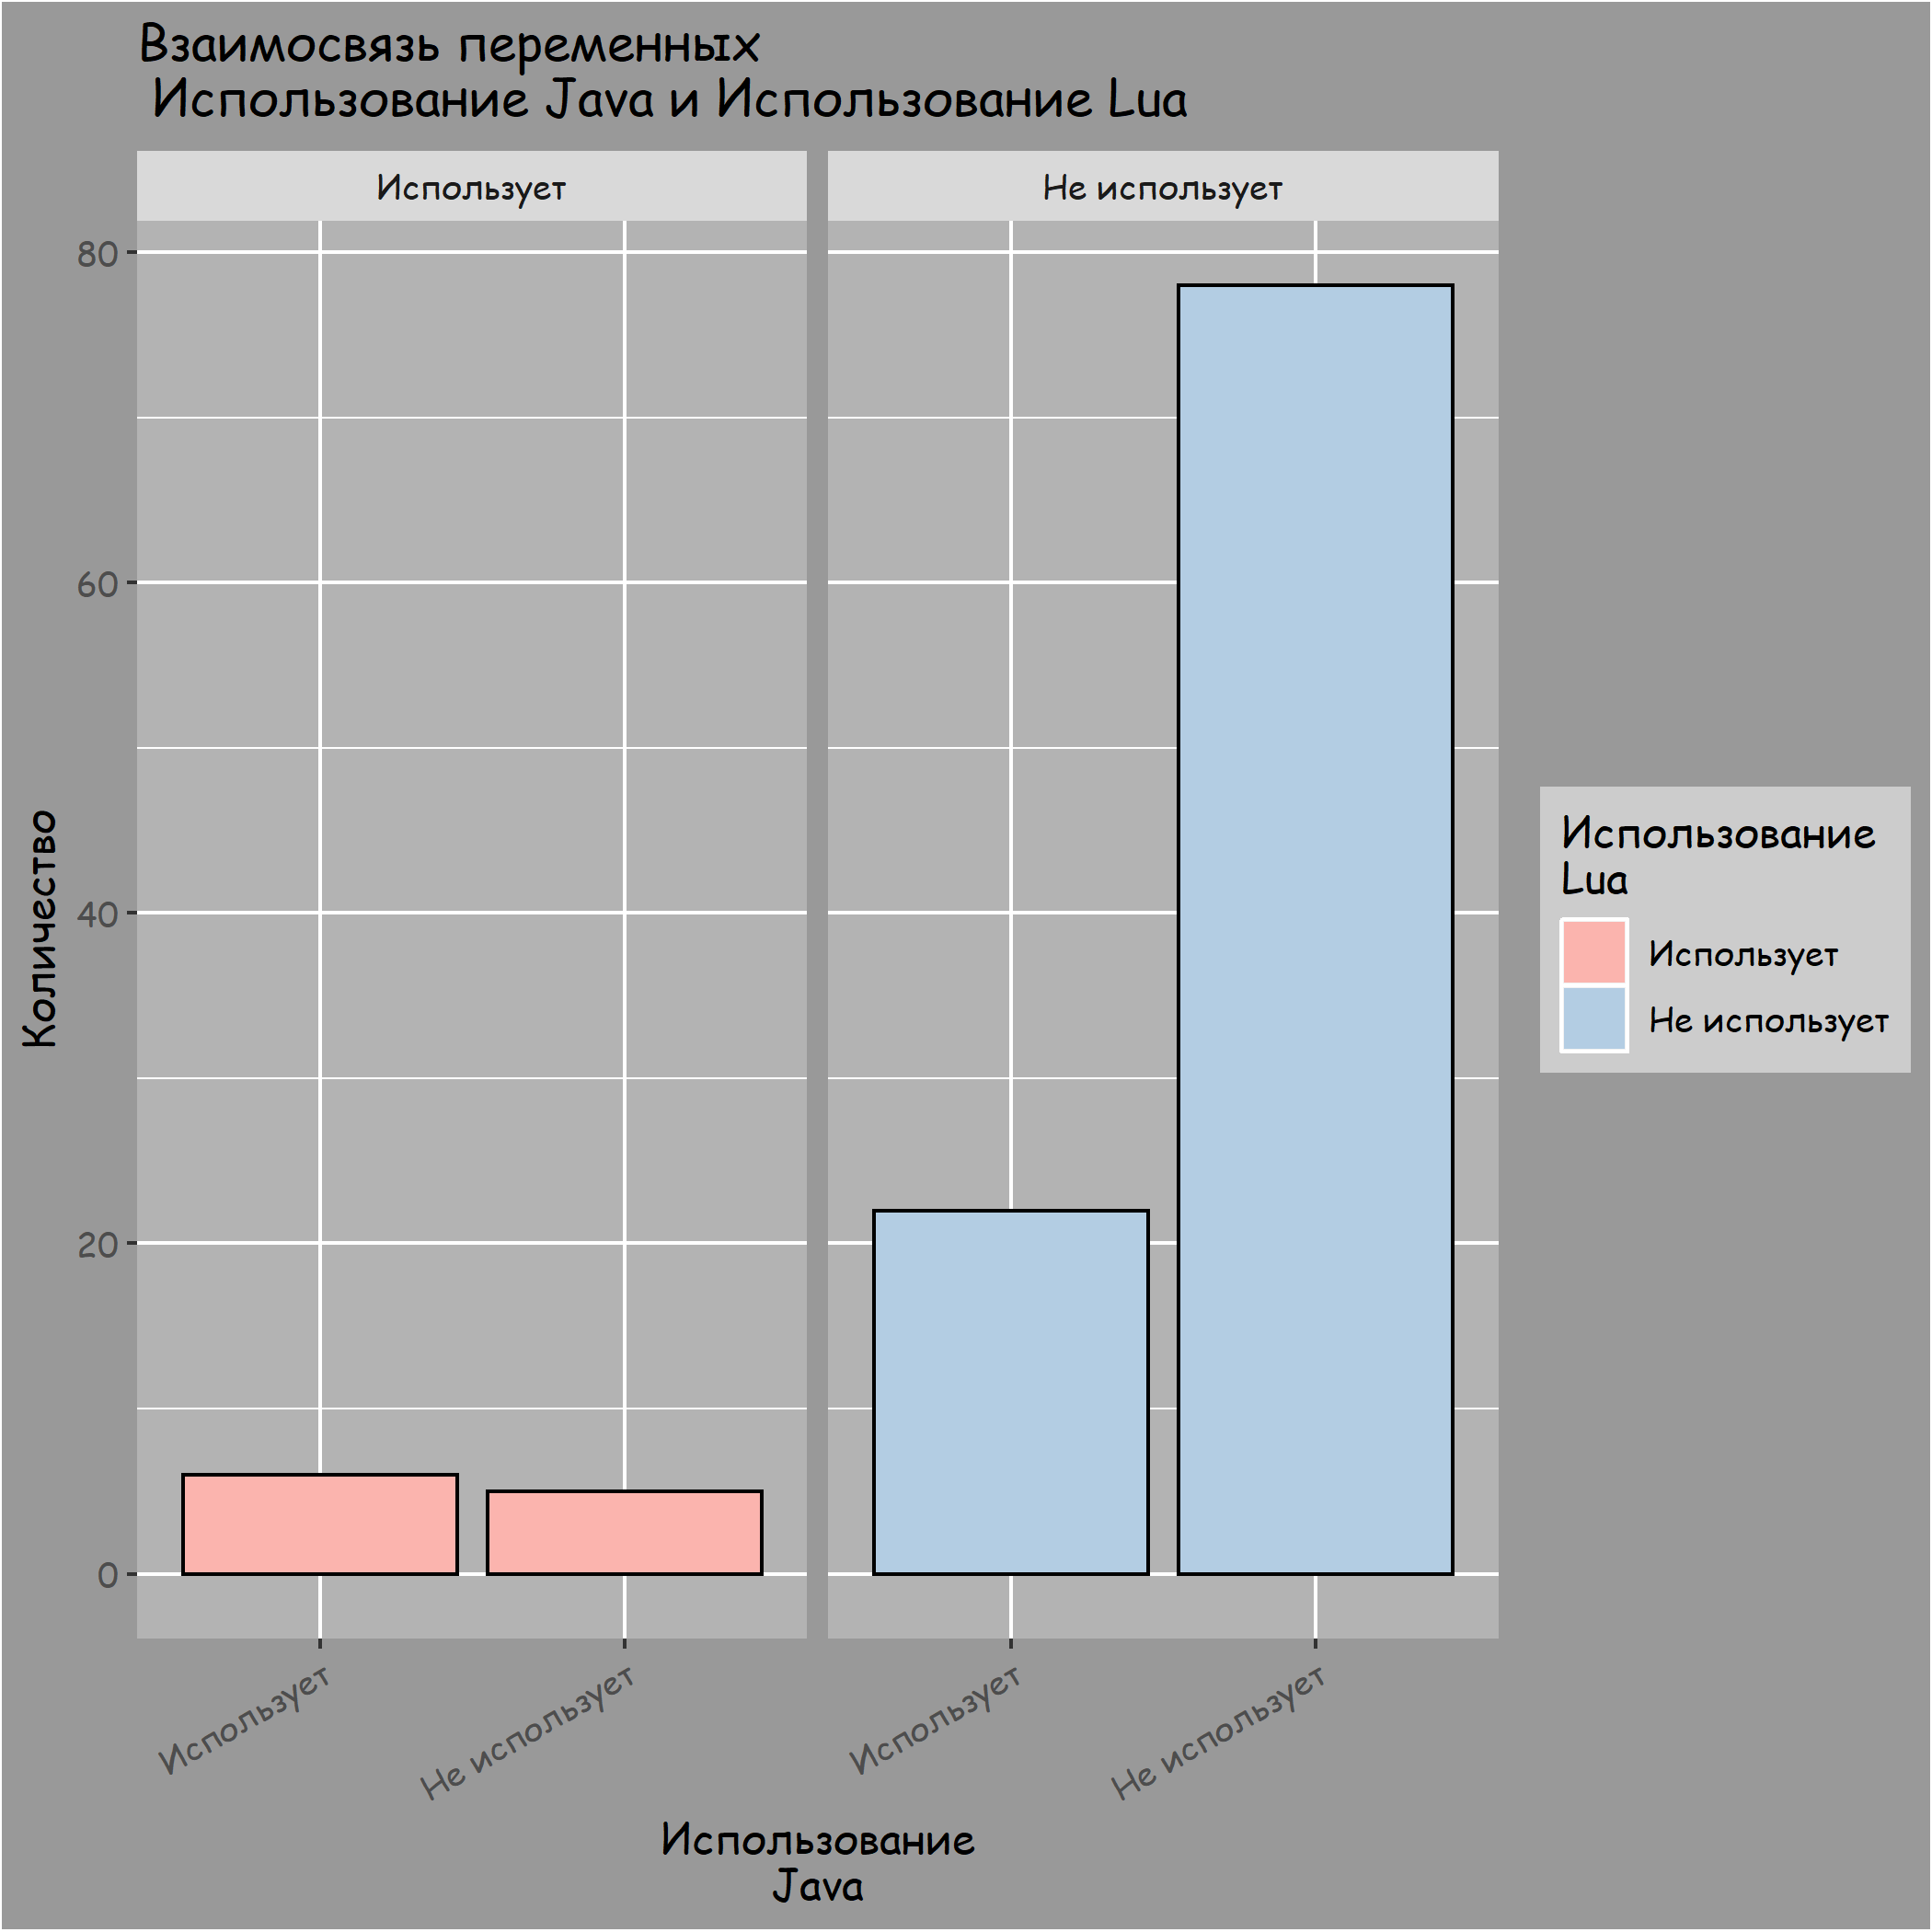 Взаимосвязь переменных
Использование Java и Использование Lua
Использует
Не использует
80
60
40
20
0
Количество
Использует
Не использует
Использует
Не использует
Использование
Java
Использование
Lua
Использует
Не использует